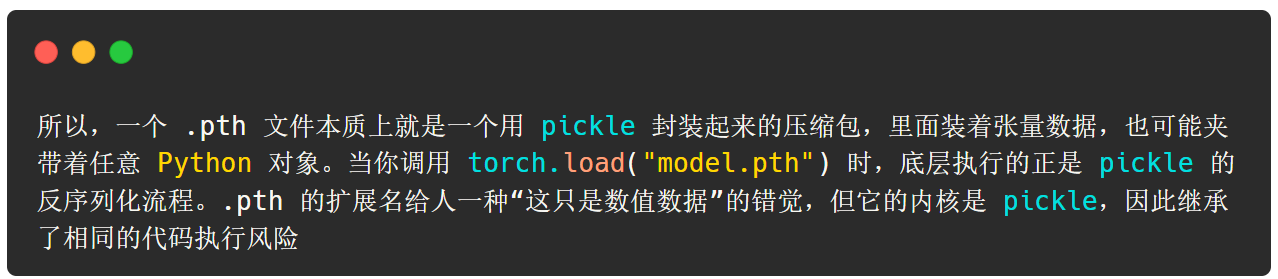 所以，一个 .pth 文件本质上就是一个用 pickle 封装起来的压缩包，里面装着张量数据，也可能夹
带着任意 Python 对象。当你调用 torch.load("model.pth") 时，底层执行的正是 pickle 的
反序列化流程。.pth 的扩展名给人一种“这只是数值数据”的错觉，但它的内核是 pickle，因此继承
了相同的代码执行风险